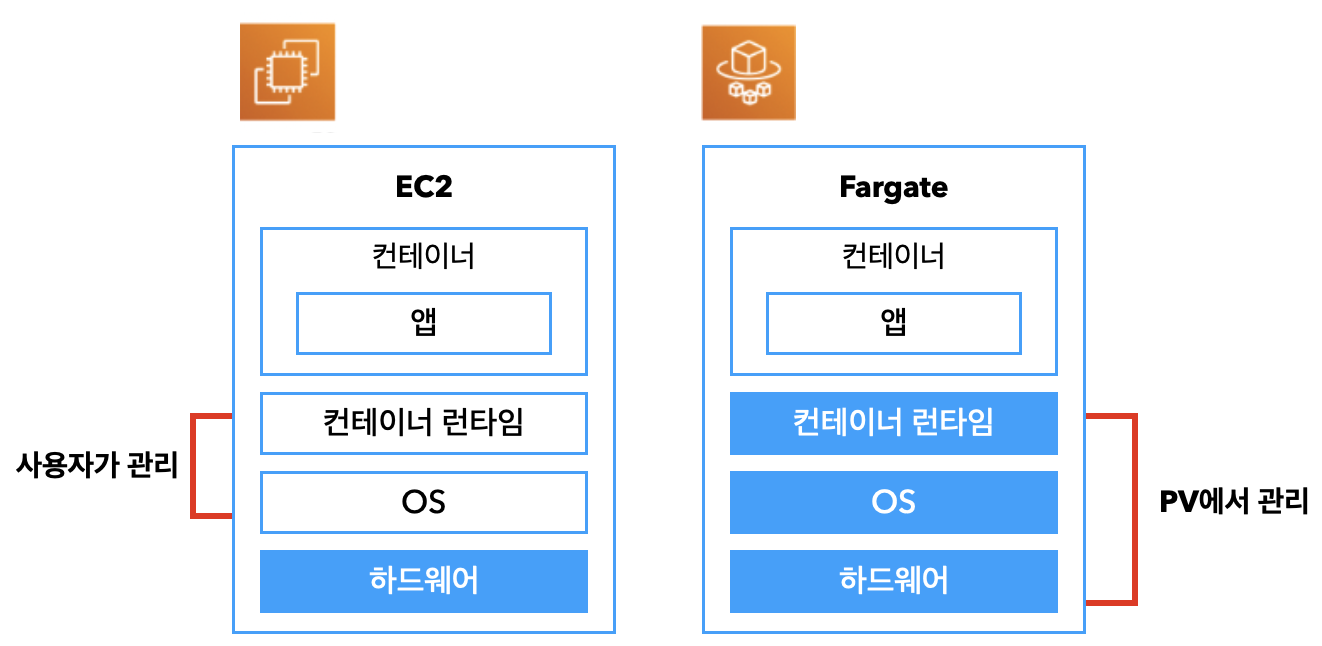 EC2
컨테이너
앱
컨테이너 런타임
OS
하드웨어
사용자가 관리
Fargate
컨테이너
앱
컨테이너 런타임
OS
하드웨어
PV에서 관리